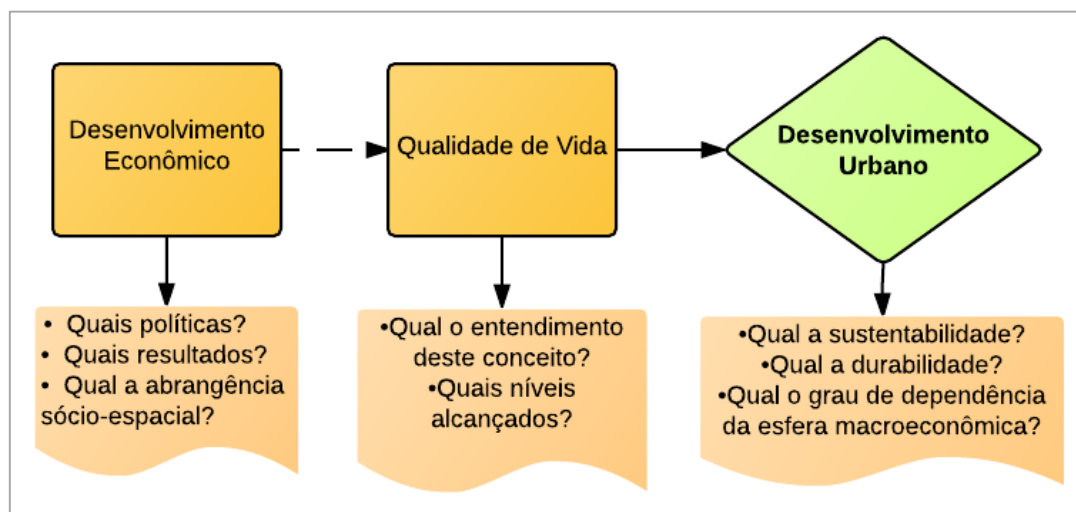 Desenvolvimento
Econômico
Qualidade de Vida
Desenvolvimento
Urbano
• Quais políticas?
• Quais resultados?
• Qual a abrangência
sócio-espacial?
•Qual o entendimento
deste conceito?
•Quais níveis
alcançados?
•Qual a sustentabilidade?
•Qual a durabilidade?
•Qual o grau de dependência
da esfera macroeconômica?